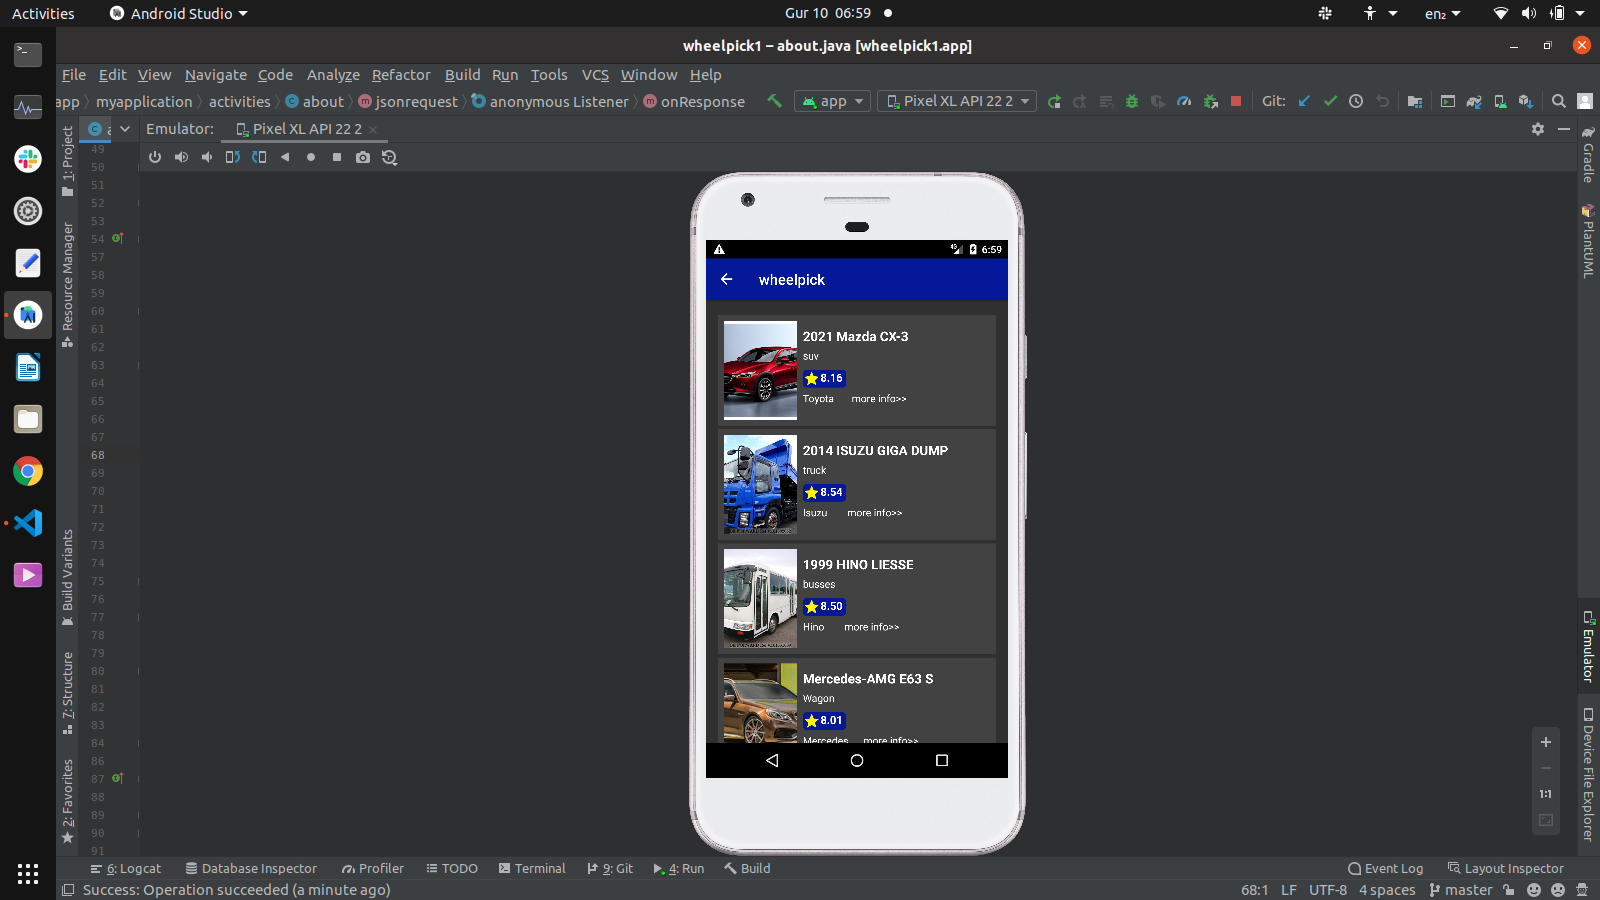 Activities
Android Studio
Gur 10 06:59
en₂
wheelpick1 – about.java [wheelpick1.app]
File Edit View Navigate Code Analyze Refactor Build Run Tools VCS Window Help
app myapplication activities about jsonrequest anonymous Listener onResponse
app
Pixel XL API 22 2
Git:
Emulator:
Pixel XL API 22 2
1: Project
Resource Manager
Build Variants
7: Structure
2: Favorites
49
50
51
52
53
54
57
58
59
60
61
62
63
64
65
66
67
68
69
70
71
72
73
74
75
76
77
78
79
80
81
82
83
84
86
87
88
89
90
91
6:59
wheelpick
2021 Mazda CX-3
suv
8.16
Toyota more info>>
2014 ISUZU GIGA DUMP
truck
8.54
Isuzu more info>>
1999 HINO LIESSE
busses
8.50
Hino more info>>
Mercedes-AMG E63 S
Wagon
8.01
Mercedes more info>>
Gradle
PlantUML
Emulator
Device File Explorer
1:1
6: Logcat Database Inspector Profiler TODO Terminal 9: Git 4: Run Build
Event Log Layout Inspector
Success: Operation succeeded (a minute ago)
68:1 LF UTF-8 4 spaces master